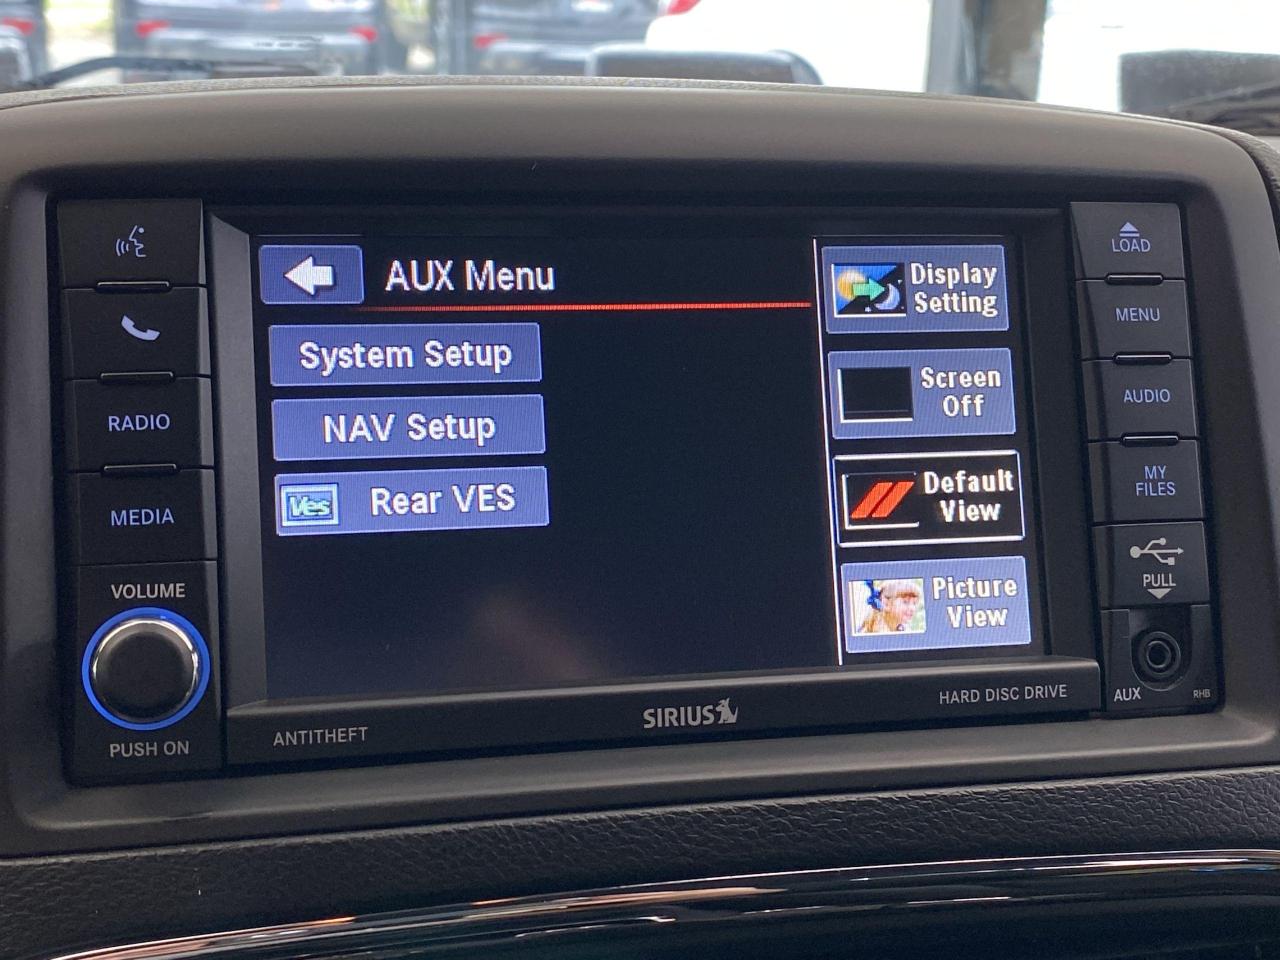 RADIO
MEDIA
VOLUME
PUSH ON
AUX Menu
System Setup
NAV Setup
Ves Rear VES
Display
Setting
Screen
Off
Default
View
Picture
View
ANTITHEFT
SIRIUS
HARD DISC DRIVE
LOAD
MENU
AUDIO
MY
FILES
PULL
AUX
RHB